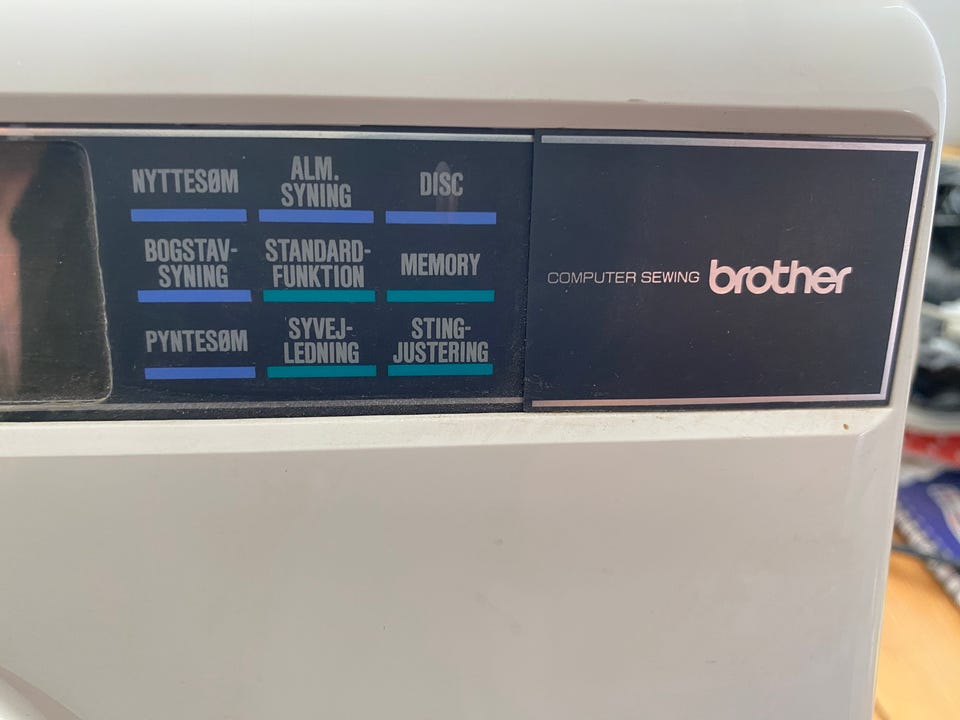 NYTTESØM
ALM.
SYNING
DISC
BOGSTAV-
SYNING
STANDARD-
FUNKTION
MEMORY
PYNTESØM
SYVEJ-
LEDNING
STING-
JUSTERING
COMPUTER SEWING brother